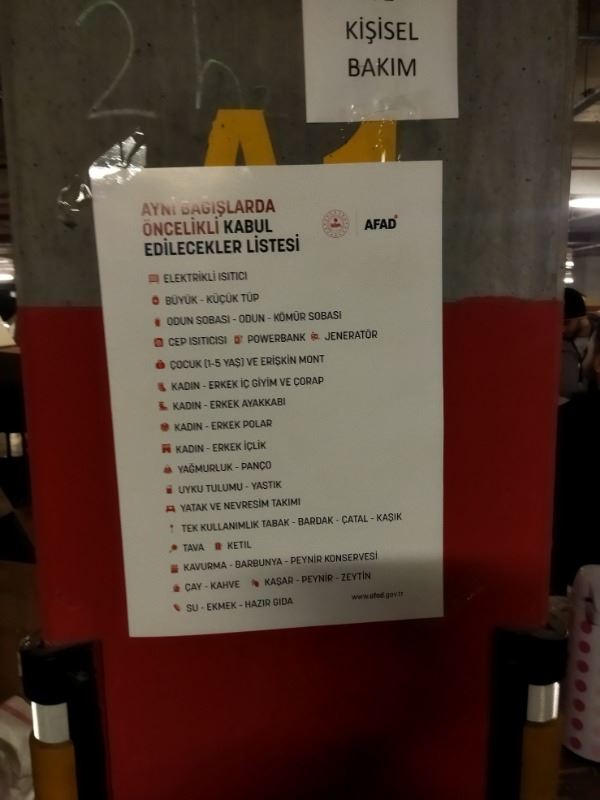 KİŞİSEL
BAKIM
2
A1
AYNİ BAĞIŞLARDA
ÖNCELİKLİ KABUL
EDİLECEKLER LİSTESİ
AFAD
ELEKTRİKLİ ISITICI
BÜYÜK - KÜÇÜK TÜP
ODUN SOBASI - ODUN - KÖMÜR SOBASI
CEP ISITICISI POWERBANK JENERATÖR
ÇOCUK (1-5 YAŞ) VE ERİŞKİN MONT
KADIN - ERKEK İÇ GİYİM VE ÇORAP
KADIN - ERKEK AYAKKABI
KADIN - ERKEK POLAR
KADIN - ERKEK İÇLİK
YAĞMURLUK - PANÇO
UYKU TULUMU - YASTIK
YATAK VE NEVRESİM TAKIMI
TEK KULLANIMLIK TABAK - BARDAK - ÇATAL - KAŞIK
TAVA KETIL
KAVURMA - BARBUNYA - PEYNİR KONSERVESİ
ÇAY - KAHVE KAŞAR - PEYNİR - ZEYTİN
SU - EKMEK - HAZIR GIDA
www.afad.gov.tr